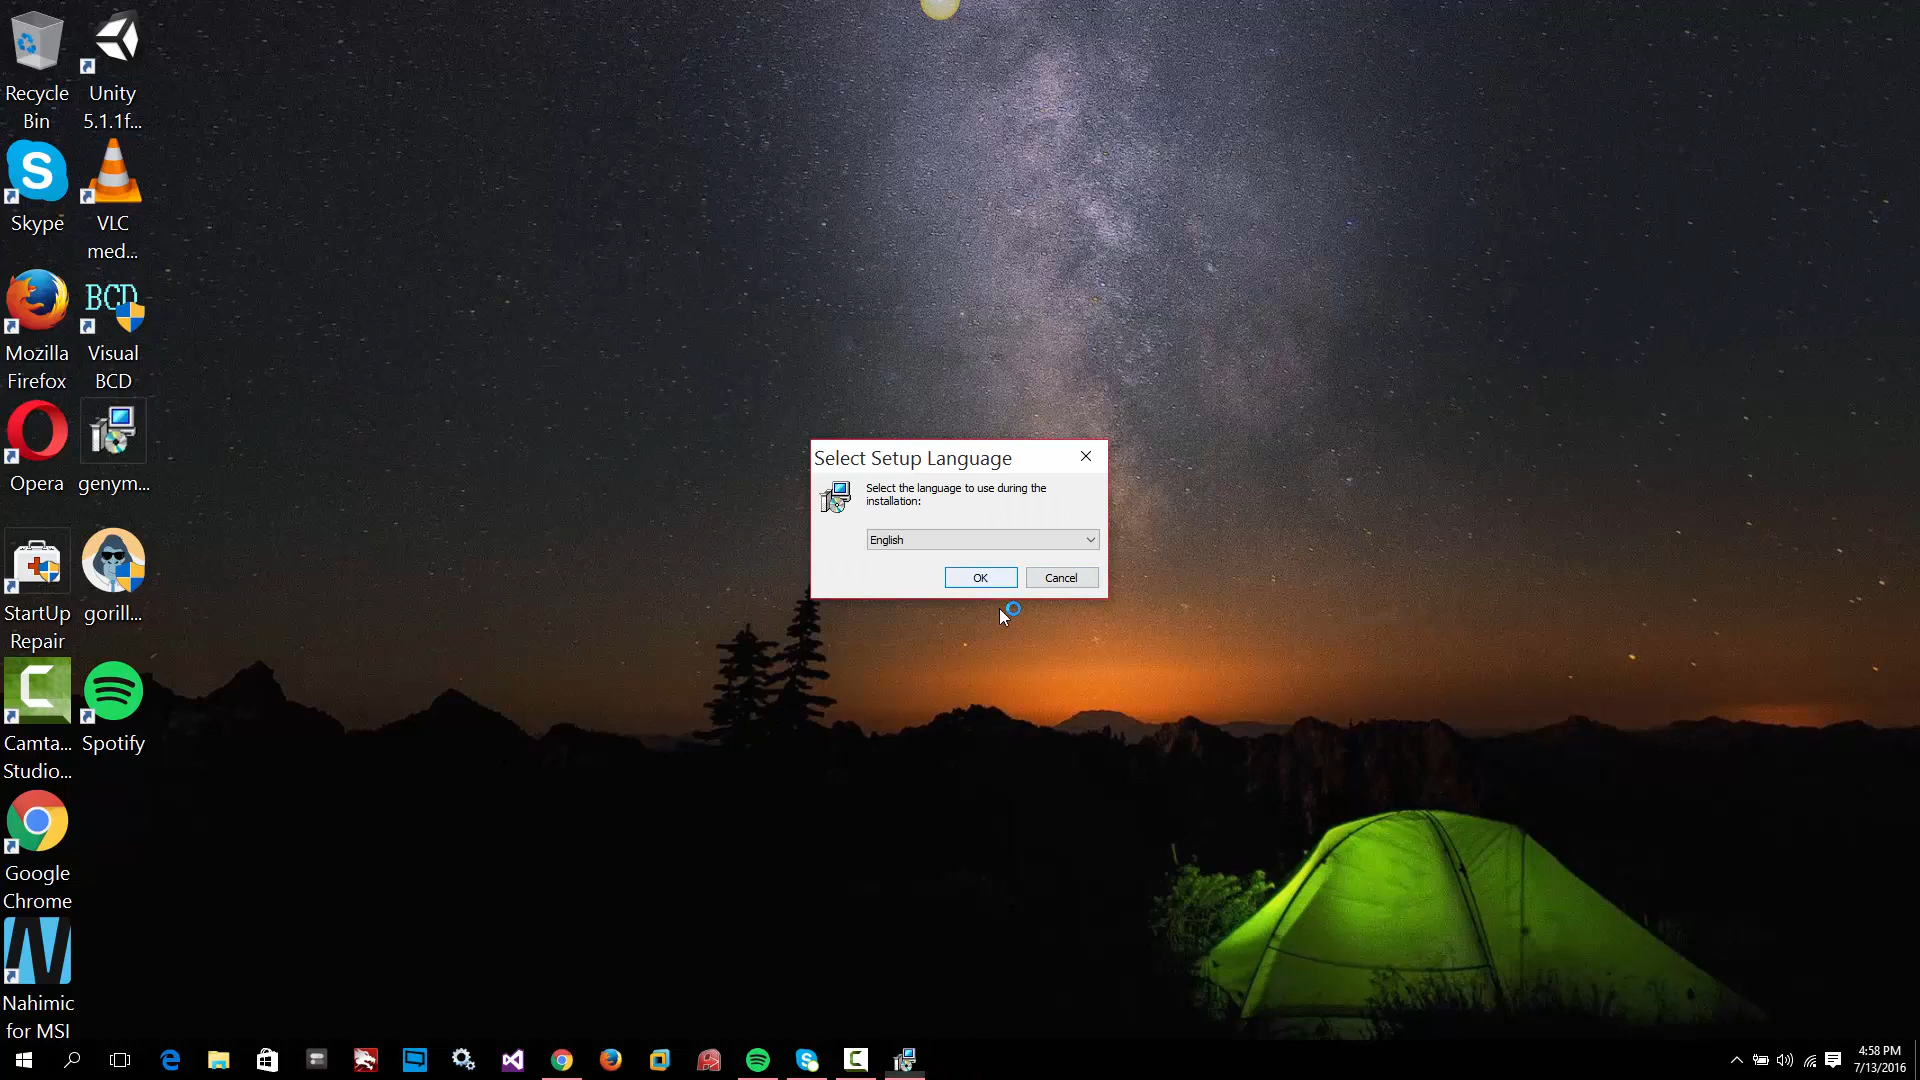 Recycle
Bin
Unity
5.1.1f...
Skype
VLC
med...
Mozilla
Firefox
BCD
Visual
BCD
Opera
genym...
StartUp
Repair
gorill...
Camta...
Studio...
Spotify
Google
Chrome
Nahimic
for MSI
Select Setup Language
Select the language to use during the
installation:
English
OK
Cancel
4:58 PM
7/13/2016